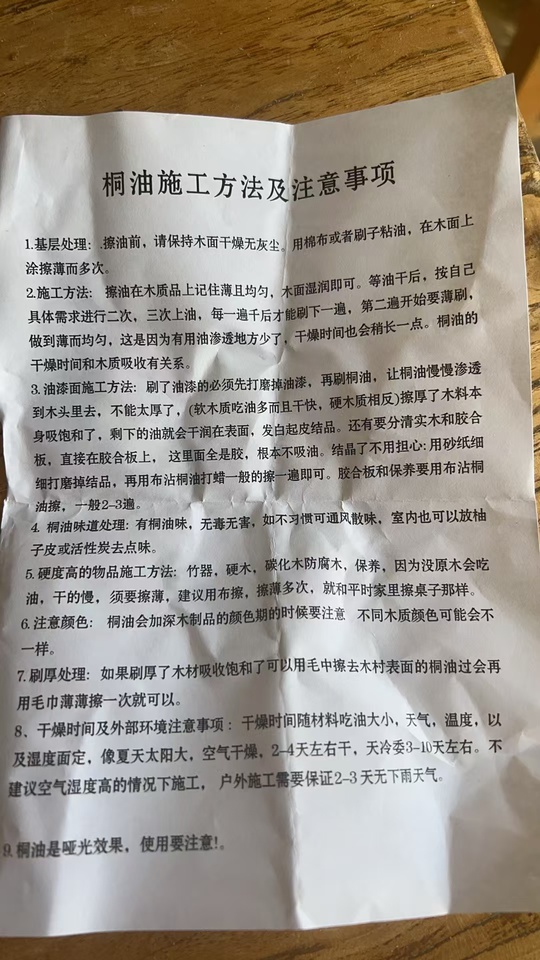 桐油施工方法及注意事项
1.基层处理：.擦油前，请保持木面干燥无灰尘。用棉布或者刷子粘油，在木面上
涂擦薄而多次。
2.施工方法: 擦油在木质品上记住薄且均匀，木面湿润即可。等油干后，按自己
具体需求进行二次，三次上油，每一遍干后才能刷下一遍，第二遍开始要薄刷，
做到薄而均匀，这是因为有用油渗透地方少了，干燥时间也会稍长一点。桐油的
干燥时间和木质吸收有关系。
3.油漆面施工方法: 刷了油漆的必须先打磨掉油漆，再刷桐油，让桐油慢慢渗透
到木头里去，不能太厚了，(软木质吃油多而且干快，硬木质相反)擦厚了木料本
身吸饱和了，剩下的油就会干润在表面，发白起皮结品。还有要分清实木和胶合
板，直接在胶合板上，这里面全是胶，根本不吸油。结晶了不用担心:用砂纸细
细打磨掉结品，再用布沾桐油打蜡一般的擦一遍即可。胶合板和保养要用布沾桐
油擦，一般2-3遍。
4. 桐油味道处理: 有桐油味，无毒无害，如不习惯可通风散味，室内也可以放柚
子皮或活性炭去点味。
5.硬度高的物品施工方法: 竹器，硬木，碳化木防腐木，保养，因为没原木会吃
油，干的慢，须要擦薄，建议用布擦，擦薄多次，就和平时家里擦桌子那样。
6.注意颜色: 桐油会加深木制品的颜色期的时候要注意 不同木质颜色可能会不
一样。
7.刷厚处理: 如果刷厚了木材吸收饱和了可以用毛中擦去木村表面的桐油过会再
用毛巾薄薄擦一次就可以。
8、干燥时间及外部环境注意事项：干燥时间随材料吃油大小，天气，温度，以
及湿度面定，像夏天太阳大，空气干燥，2-4天左右干，天冷委3-10天左右。不
建议空气湿度高的情况下施工，户外施工需要保证2-3天无下雨天气。
9.桐油是哑光效果，使用要注意!。